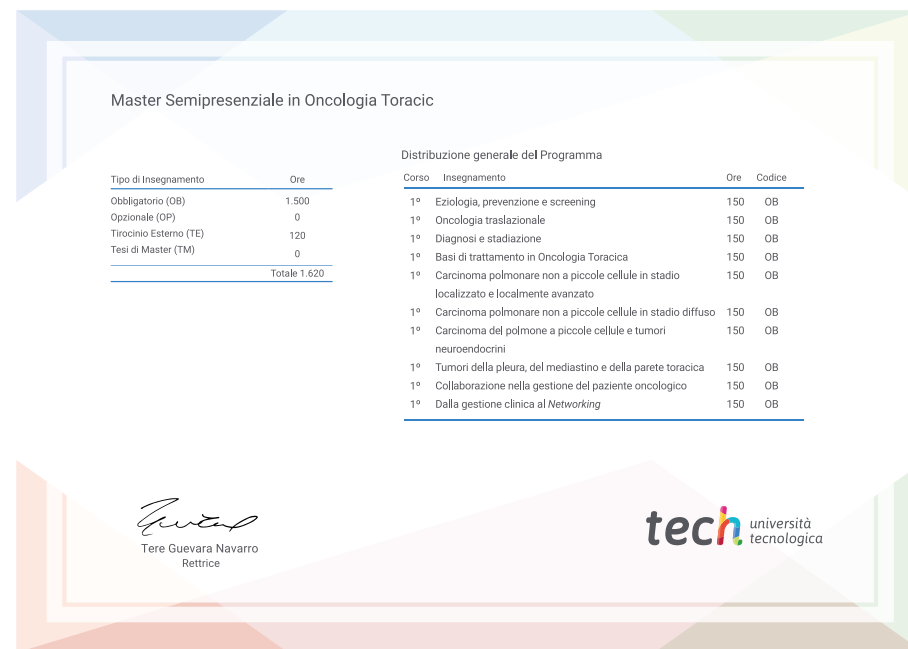 Master Semipresenziale in Oncologia Toracic
Tipo di Insegnamento Ore
Obbligatorio (OB) 1.500
Opzionale (OP) 0
Tirocinio Esterno (TE) 120
Tesi di Master (TM) 0
Totale 1.620
Distribuzione generale del Programma
Corso Insegnamento Ore Codice
1º Eziologia, prevenzione e screening 150 OB
1º Oncologia traslazionale 150 OB
1º Diagnosi e stadiazione 150 OB
1º Basi di trattamento in Oncologia Toracica 150 OB
1º Carcinoma polmonare non a piccole cellule in stadio 150 OB
localizzato e localmente avanzato
1º Carcinoma polmonare non a piccole cellule in stadio diffuso 150 OB
1º Carcinoma del polmone a piccole cellule e tumori 150 OB
neuroendocrini
1º Tumori della pleura, del mediastino e della parete toracica 150 OB
1º Collaborazione nella gestione del paziente oncologico 150 OB
1º Dalla gestione clinica al Networking 150 OB
Tere Guevara Navarro
Rettrice
tech università
tecnologica